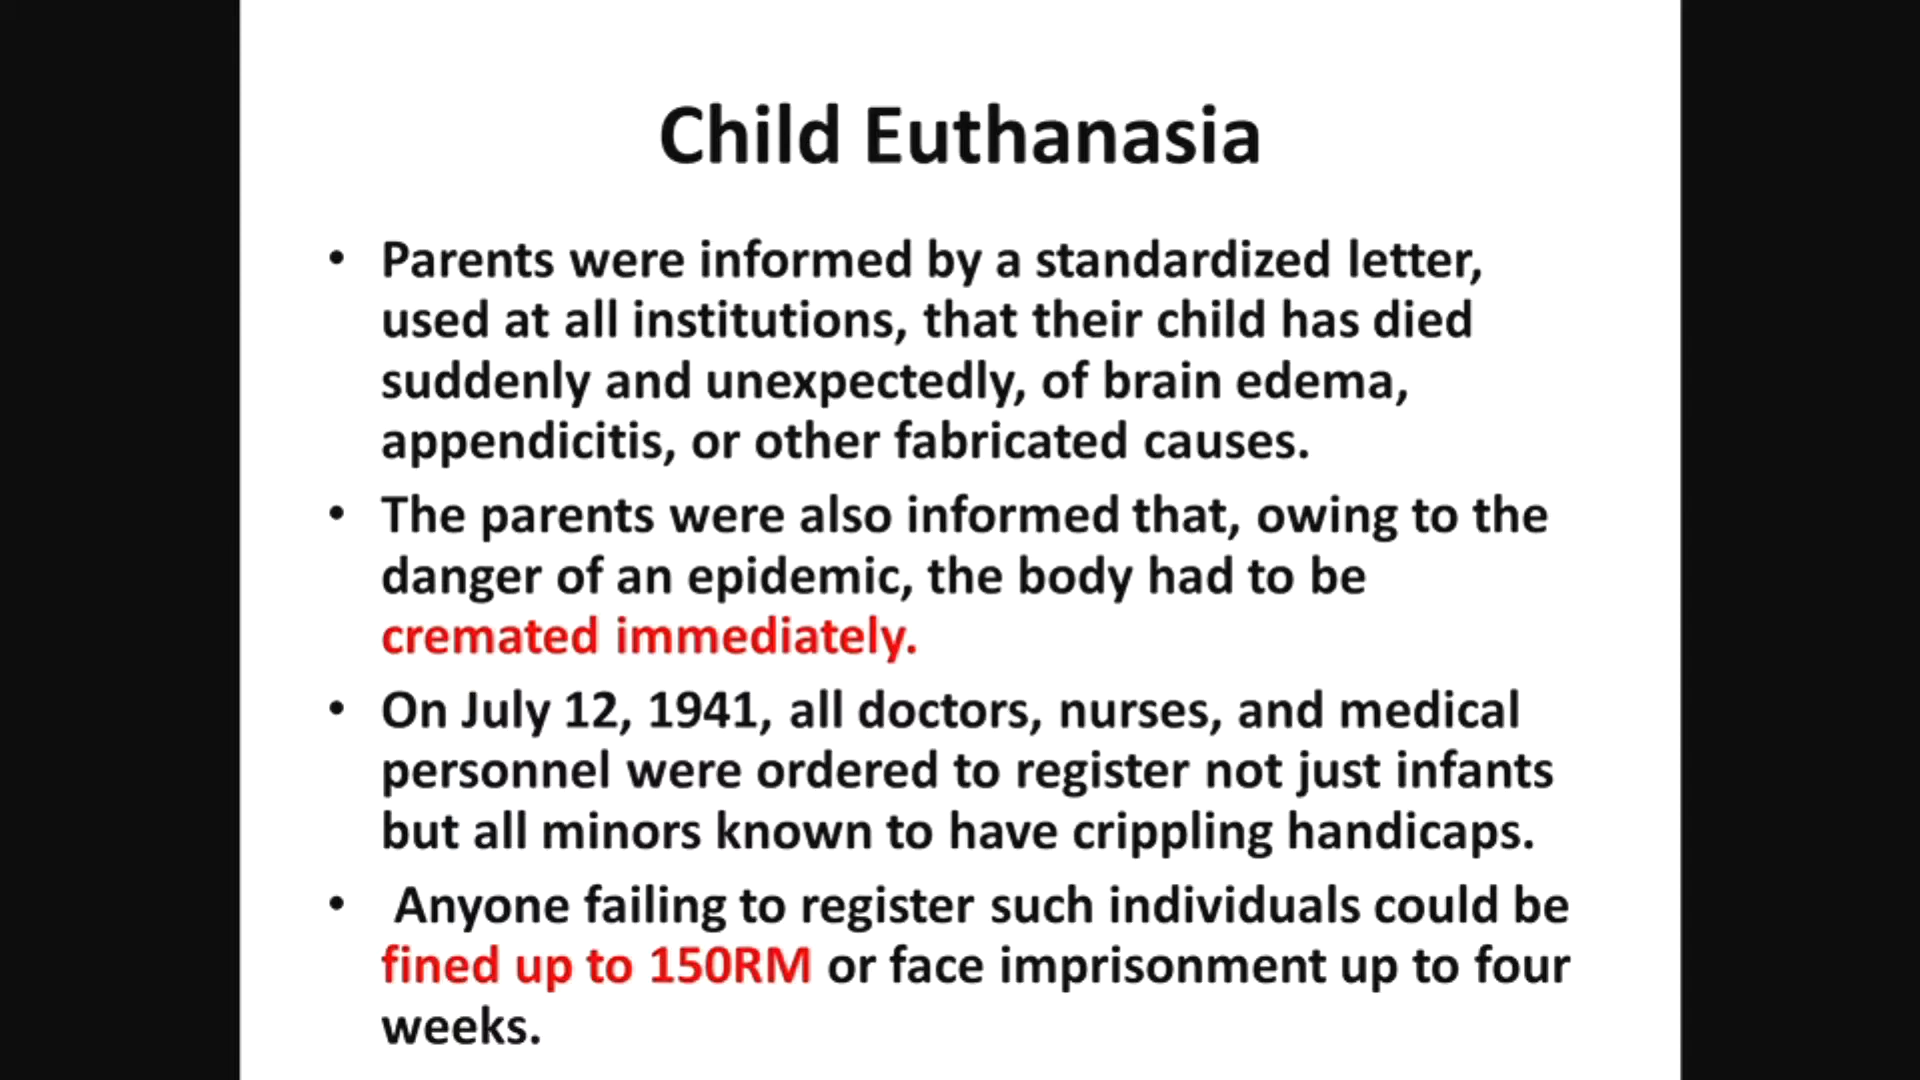 Child Euthanasia
• Parents were informed by a standardized letter,
used at all institutions, that their child has died
suddenly and unexpectedly, of brain edema,
appendicitis, or other fabricated causes.
• The parents were also informed that, owing to the
danger of an epidemic, the body had to be
cremated immediately.
• On July 12, 1941, all doctors, nurses, and medical
personnel were ordered to register not just infants
but all minors known to have crippling handicaps.
• Anyone failing to register such individuals could be
fined up to 150RM or face imprisonment up to four
weeks.